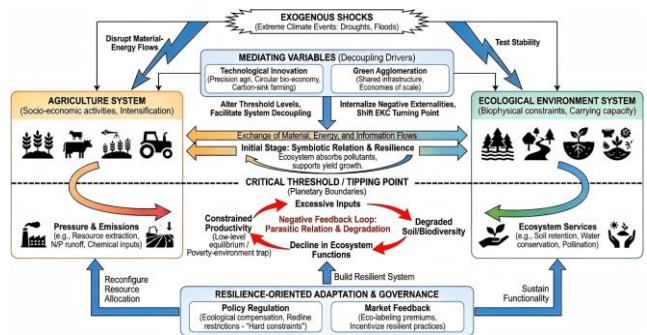 EXOGENOUS SHOCKS
(Extreme Climate Events: Droughts, Floods)
Disrupt Material-
Energy Flows
Test Stability
MEDIATING VARIABLES (Decoupling Drivers)
Technological Innovation
(Precision agri, Circular bio-economy,
Carbon-sink farming)
Green Agglomeration
(Shared infrastructure,
Economies of scale)
AGRICULTURE SYSTEM
(Socio-economic activities, Intensification)
ECOLOGICAL ENVIRONMENT SYSTEM
(Biophysical constraints, Carrying capacity)
Alter Threshold Levels,
Facilitate System Decoupling
Internalize Negative Externalities,
Shift EKC Turning Point
Exchange of Material, Energy, and Information Flows
Initial Stage: Symbiotic Relation & Resilience
Ecosystem absorbs pollutants,
supports yield growth.
CRITICAL THRESHOLD / TIPPING POINT
(Planetary Boundaries)
Excessive Inputs
Negative Feedback Loop:
Parasitic Relation & Degradation
Constrained
Productivity
(Low-level
equilibrium /
Poverty-environment trap)
Degraded
Soil/Biodiversity
Decline in Ecosystem
Functions
Pressure & Emissions
(e.g., Resource extraction,
N/P runoff, Chemical inputs)
Ecosystem Services
(e.g., Soil retention, Water
conservation, Pollination)
Reconfigure
Resource
Allocation
Build Resilient System
Sustain
Functionality
RESILIENCE-ORIENTED ADAPTATION & GOVERNANCE
Policy Regulation
(Ecological compensation, Redline
restrictions - "Hard constraints")
Market Feedback
(Eco-labeling premiums,
Incentivize resilient practices)